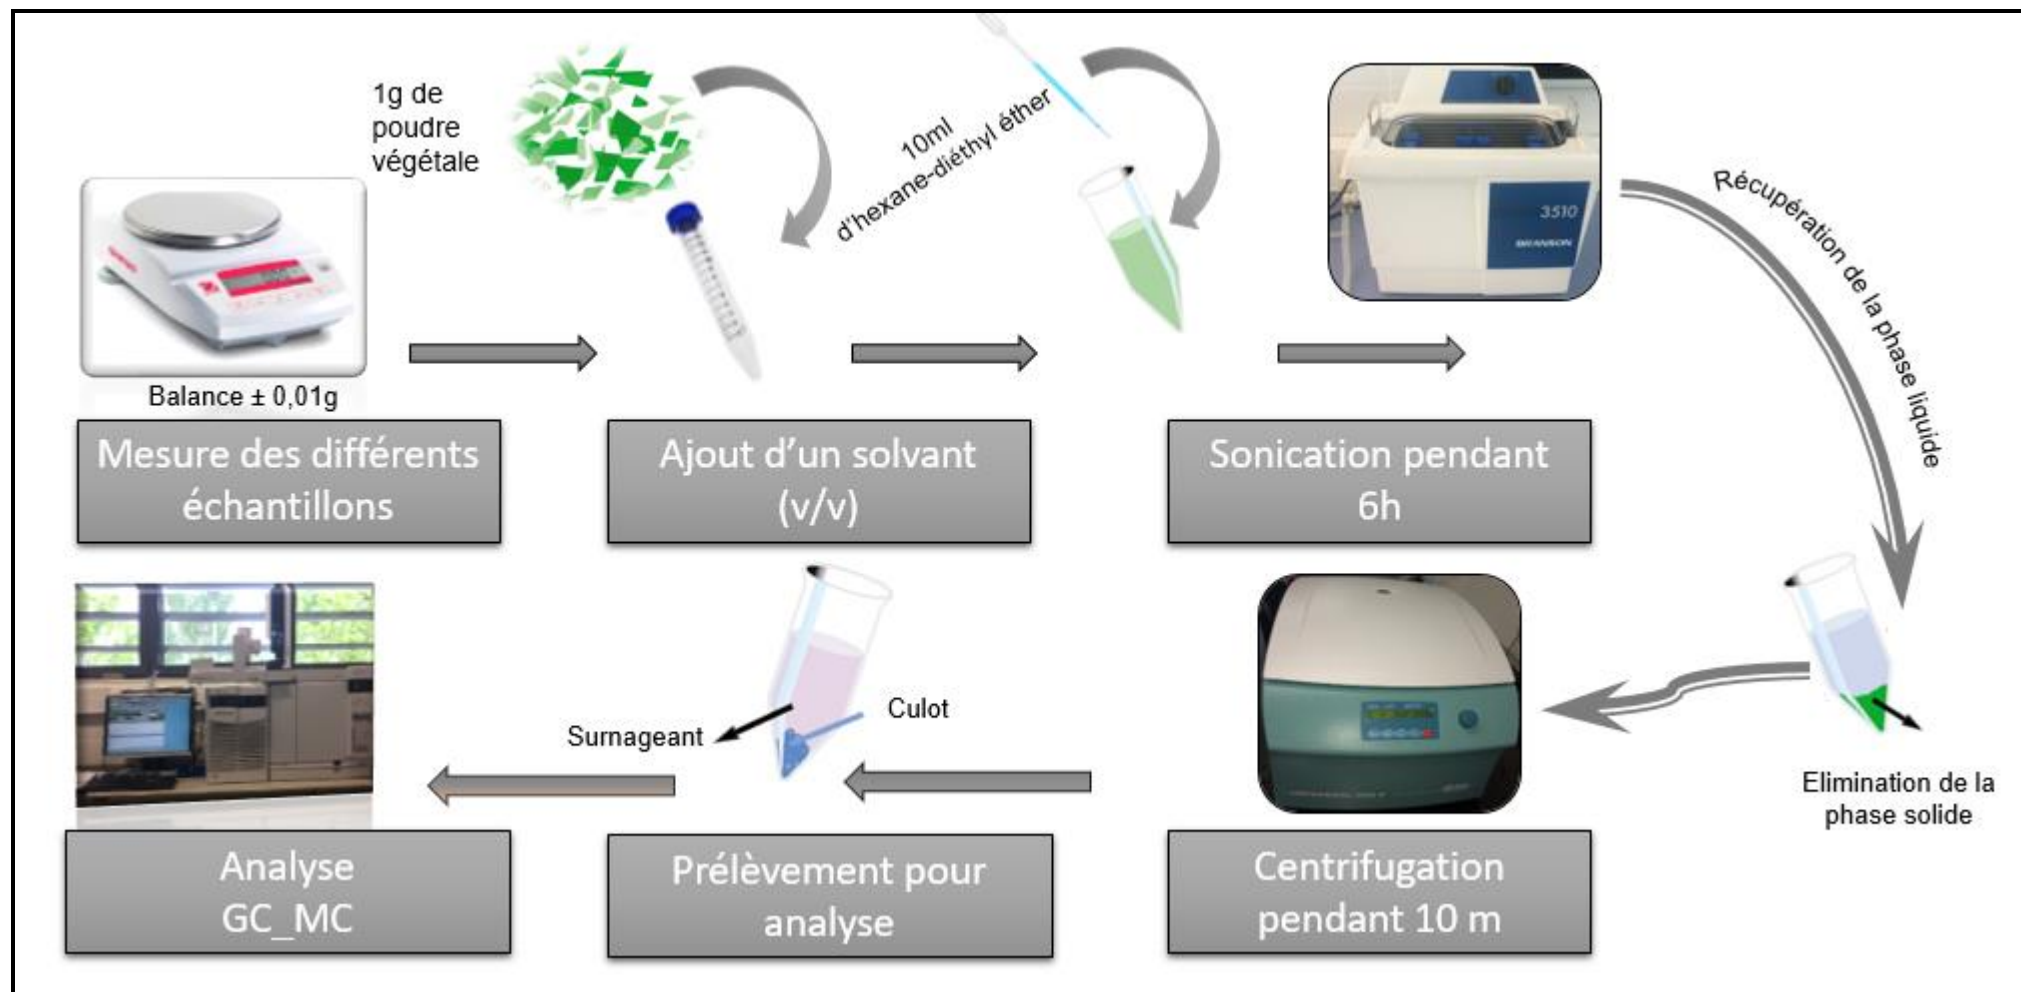 1g de
poudre
végétale
10ml
d'hexane-diéthyl éther
3510
BRANSON
Récupération de la phase liquide
Balance ± 0,01g
Mesure des différents
échantillons
Ajout d'un solvant
(v/v)
Sonication pendant
6h
Surnageant
Culot
Elimination de la
phase solide
Analyse
GC_MC
Prélèvement pour
analyse
Centrifugation
pendant 10 m